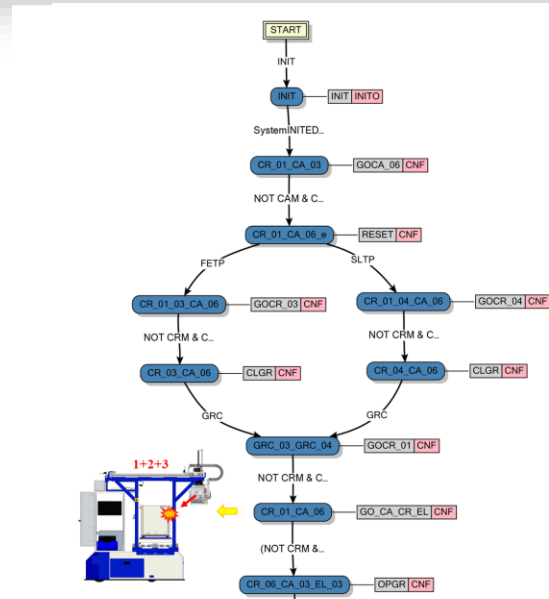 START
INIT
INIT INIT INITO
SystemINITED...
CR_01_CA_03 GOCA_06 CNF
NOT CAM & C...
CR_01_CA_06_e RESET CNF
FETP SLTP
CR_01_03_CA_06 GOCR_03 CNF CR_01_04_CA_06 GOCR_04 CNF
NOT CRM & C... NOT CRM & C...
CR_03_CA_06 CLGR CNF CR_04_CA_06 CLGR CNF
GRC GRC
GRC_03_GRC_04 GOCR_01 CNF
1+2+3
NOT CRM & C...
CR_01_CA_06 GO_CA_CR_EL CNF
(NOT CRM &...
CR_06_CA_03_EL_03 OPGR CNF